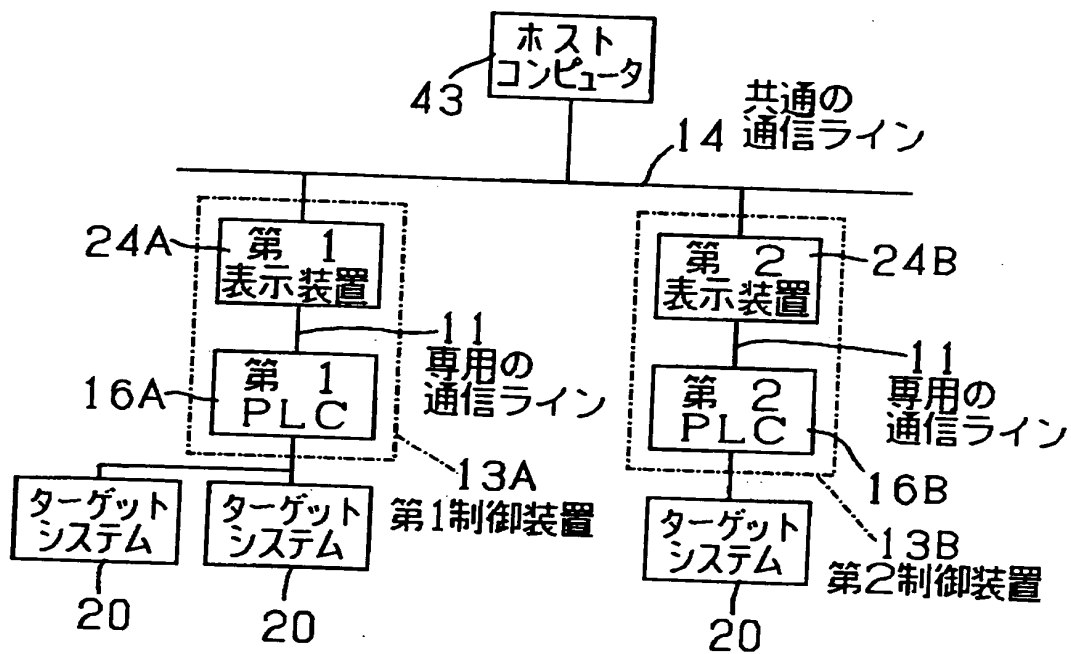 ホスト
コンピュータ
43
共通の
14 通信ライン
24A
第 1
表示装置
第 2
表示装置
24B
11
専用の
通信ライン
11
専用の
通信ライン
16A
第 1
PLC
第 2
PLC
16B
13A
第1制御装置
13B
第2制御装置
ターゲット
システム
20
ターゲット
システム
20
ターゲット
システム
20